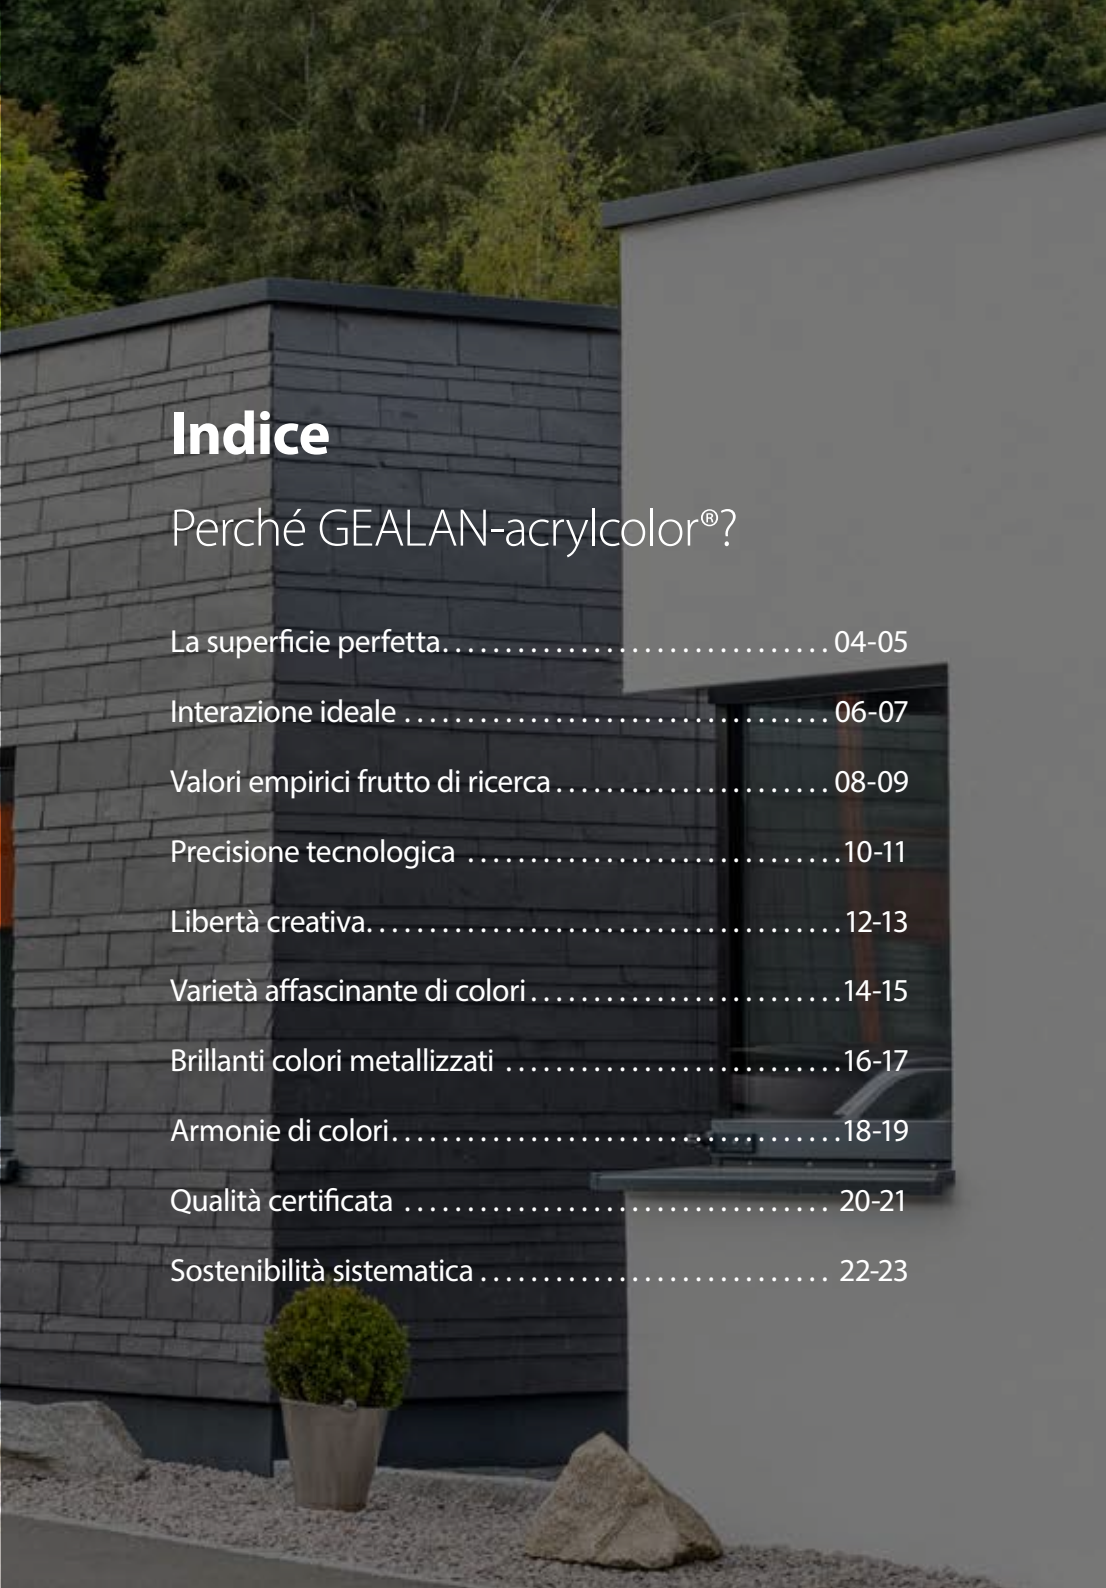 Indice
Perché GEALAN-acrylcolor®?
La superficie perfetta. . . . . . . . . . . . . . . . . . . . . . . . . . . . . . . 04-05
Interazione ideale . . . . . . . . . . . . . . . . . . . . . . . . . . . . . . . . . . 06-07
Valori empirici frutto di ricerca . . . . . . . . . . . . . . . . . . . . . . 08-09
Precisione tecnologica . . . . . . . . . . . . . . . . . . . . . . . . . . . . . .10-11
Libertà creativa. . . . . . . . . . . . . . . . . . . . . . . . . . . . . . . . . . . . . .12-13
Varietà affascinante di colori . . . . . . . . . . . . . . . . . . . . . . . . .14-15
Brillanti colori metallizzati . . . . . . . . . . . . . . . . . . . . . . . . . . .16-17
Armonie di colori. . . . . . . . . . . . . . . . . . . . . . . . . . . . . . . . . . . .18-19
Qualità certificata . . . . . . . . . . . . . . . . . . . . . . . . . . . . . . . . . . 20-21
Sostenibilità sistematica . . . . . . . . . . . . . . . . . . . . . . . . . . . . 22-23